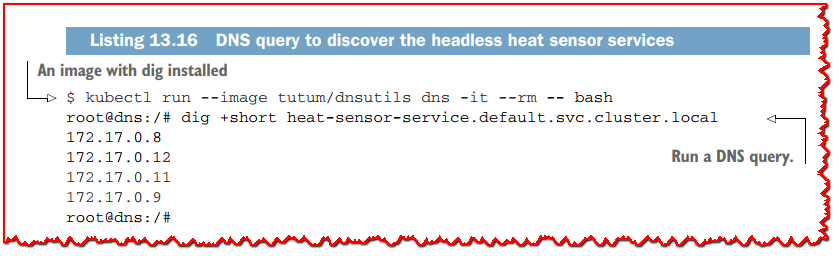 Listing 13.16 DNS query to discover the headless heat sensor services
An image with dig installed
$ kubectl run --image tutum/dnsutils dns -it --rm -- bash
root@dns:/# dig +short heat-sensor-service.default.svc.cluster.local
172.17.0.8
172.17.0.12
Run a DNS query.
172.17.0.11
172.17.0.9
root@dns:/#